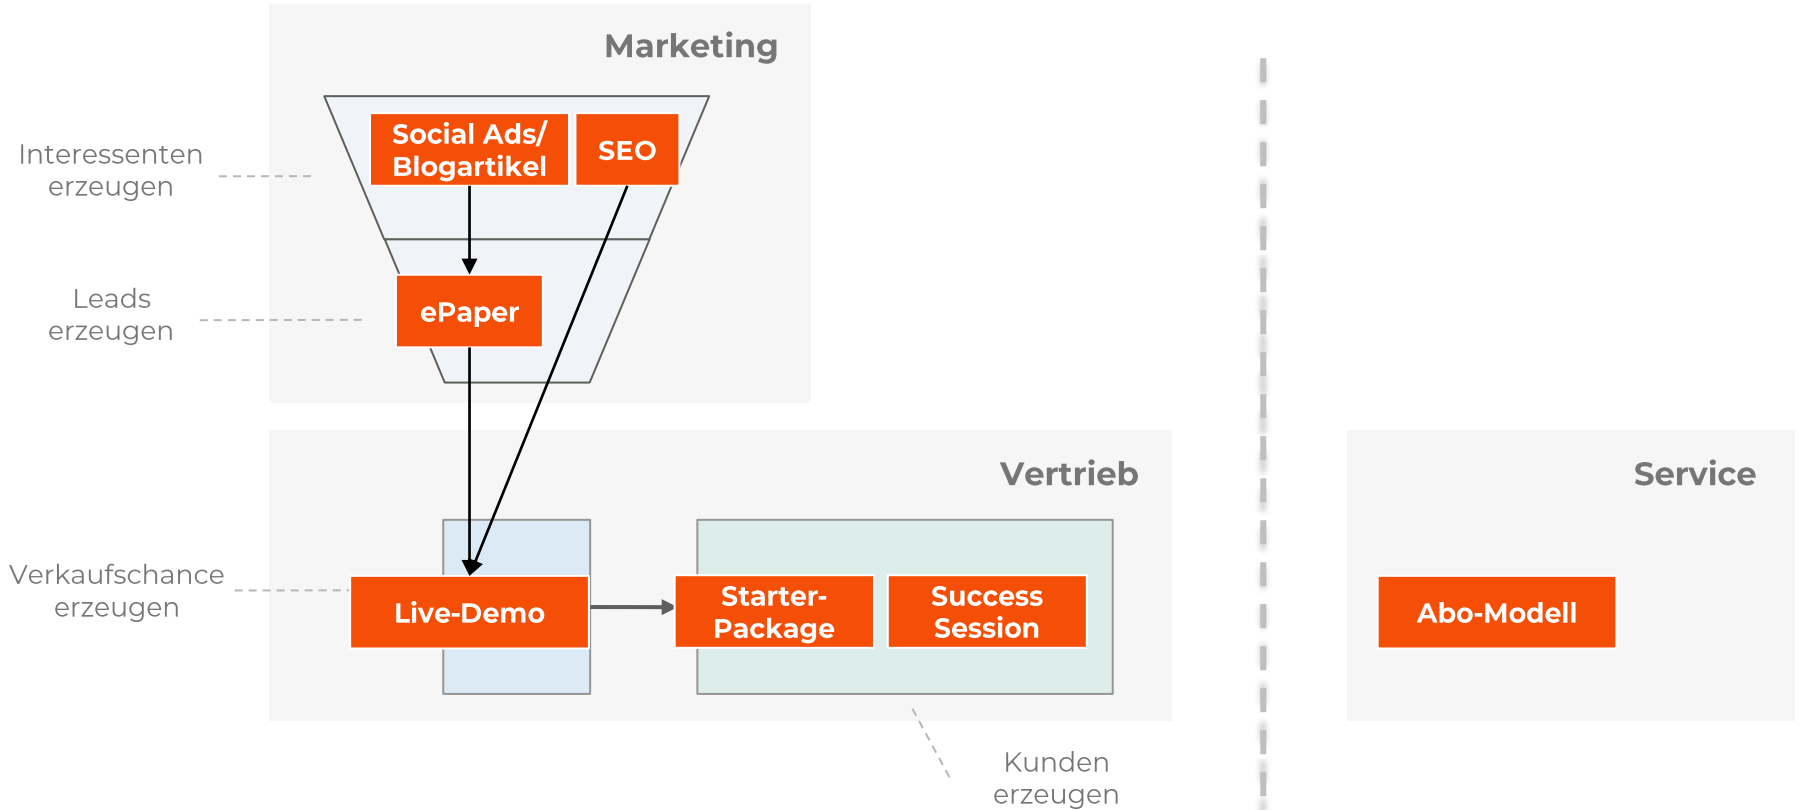 Marketing
Interessenten
erzeugen
Social Ads/
Blogartikel
SEO
Leads
erzeugen
ePaper
Vertrieb
Verkaufschance
erzeugen
Live-Demo
Starter-
Package
Success
Session
Kunden
erzeugen
Service
Abo-Modell